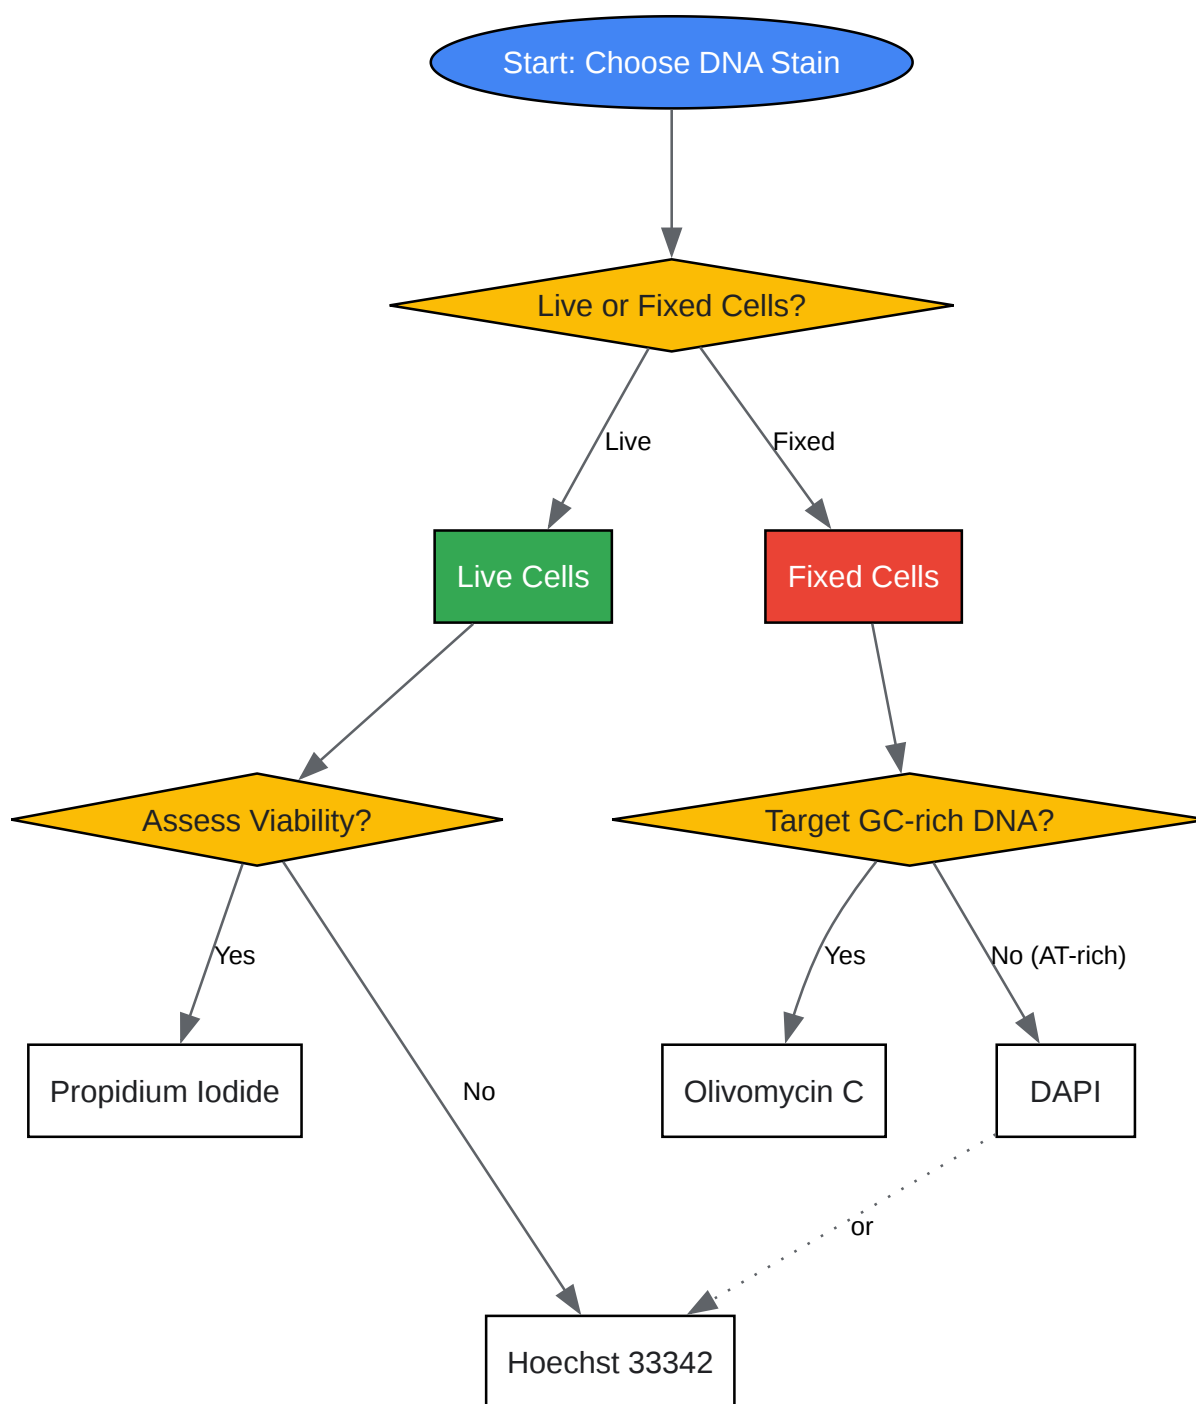 Start: Choose DNA Stain
Live or Fixed Cells?
Live
Fixed
Live Cells
Fixed Cells
Assess Viability?
Target GC-rich DNA?
Yes
Yes
No (AT-rich)
Propidium Iodide
No
Olivomycin C
DAPI
or
Hoechst 33342